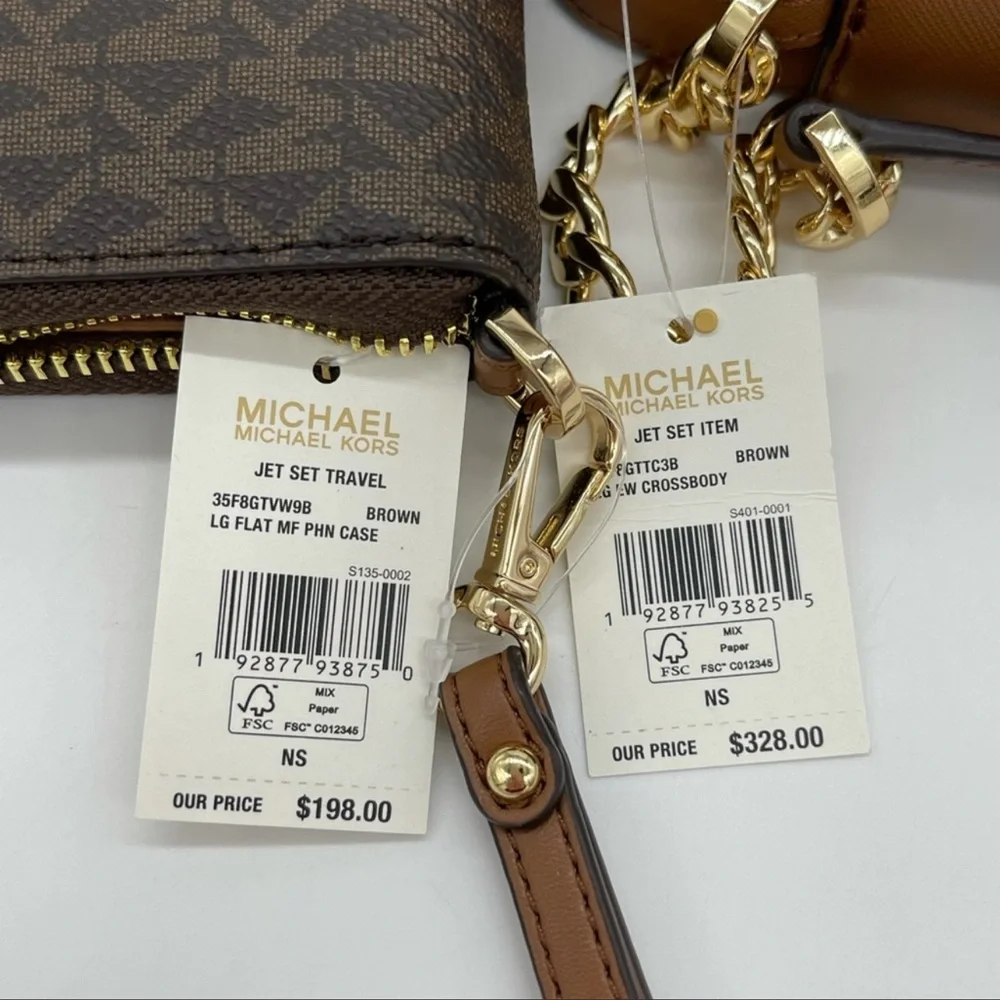 MICHAEL
MICHAEL KORS
JET SET TRAVEL
35F8GTVW9B BROWN
LG FLAT MF PHN CASE
S135-0002
1 92877 93875 0
FSC
MIX
Paper
FSC™ C012345
NS
OUR PRICE $198.00
MICHAEL
MICHAEL KORS
JET SET ITEM
8GTTC3B BROWN
EW CROSSBODY
S401-0001
1 92877 93825 5
FSC
MIX
Paper
FSC™ C012345
NS
OUR PRICE $328.00